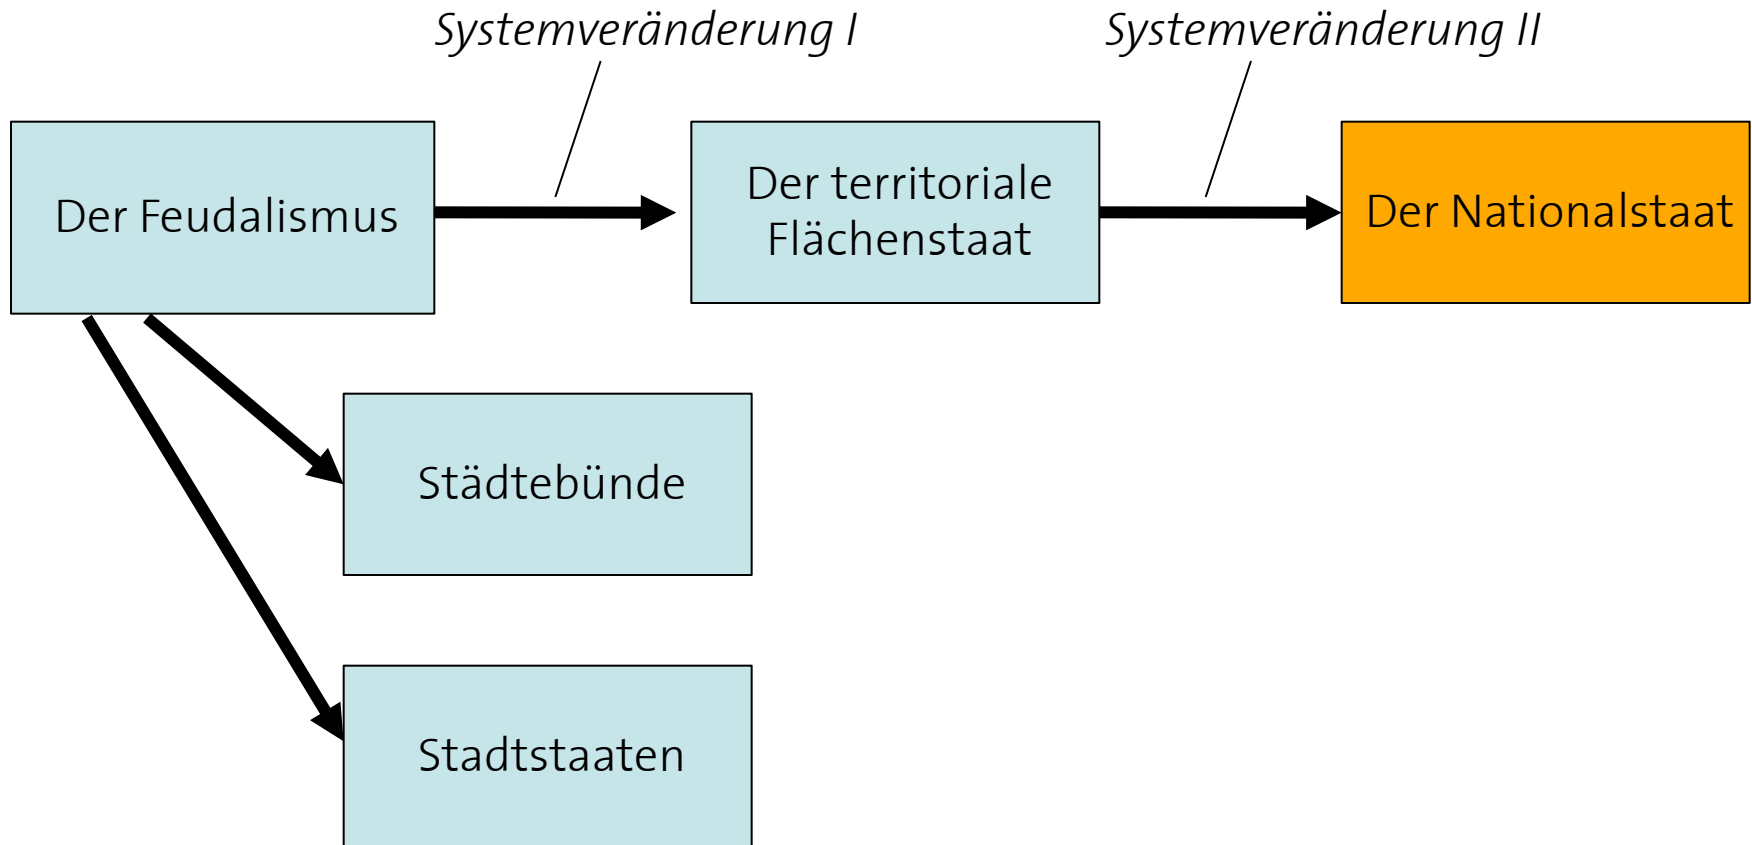 Systemveränderung I
Systemveränderung II
Der Feudalismus
Der territoriale
Flächenstaat
Der Nationalstaat
Städtebünde
Stadtstaaten